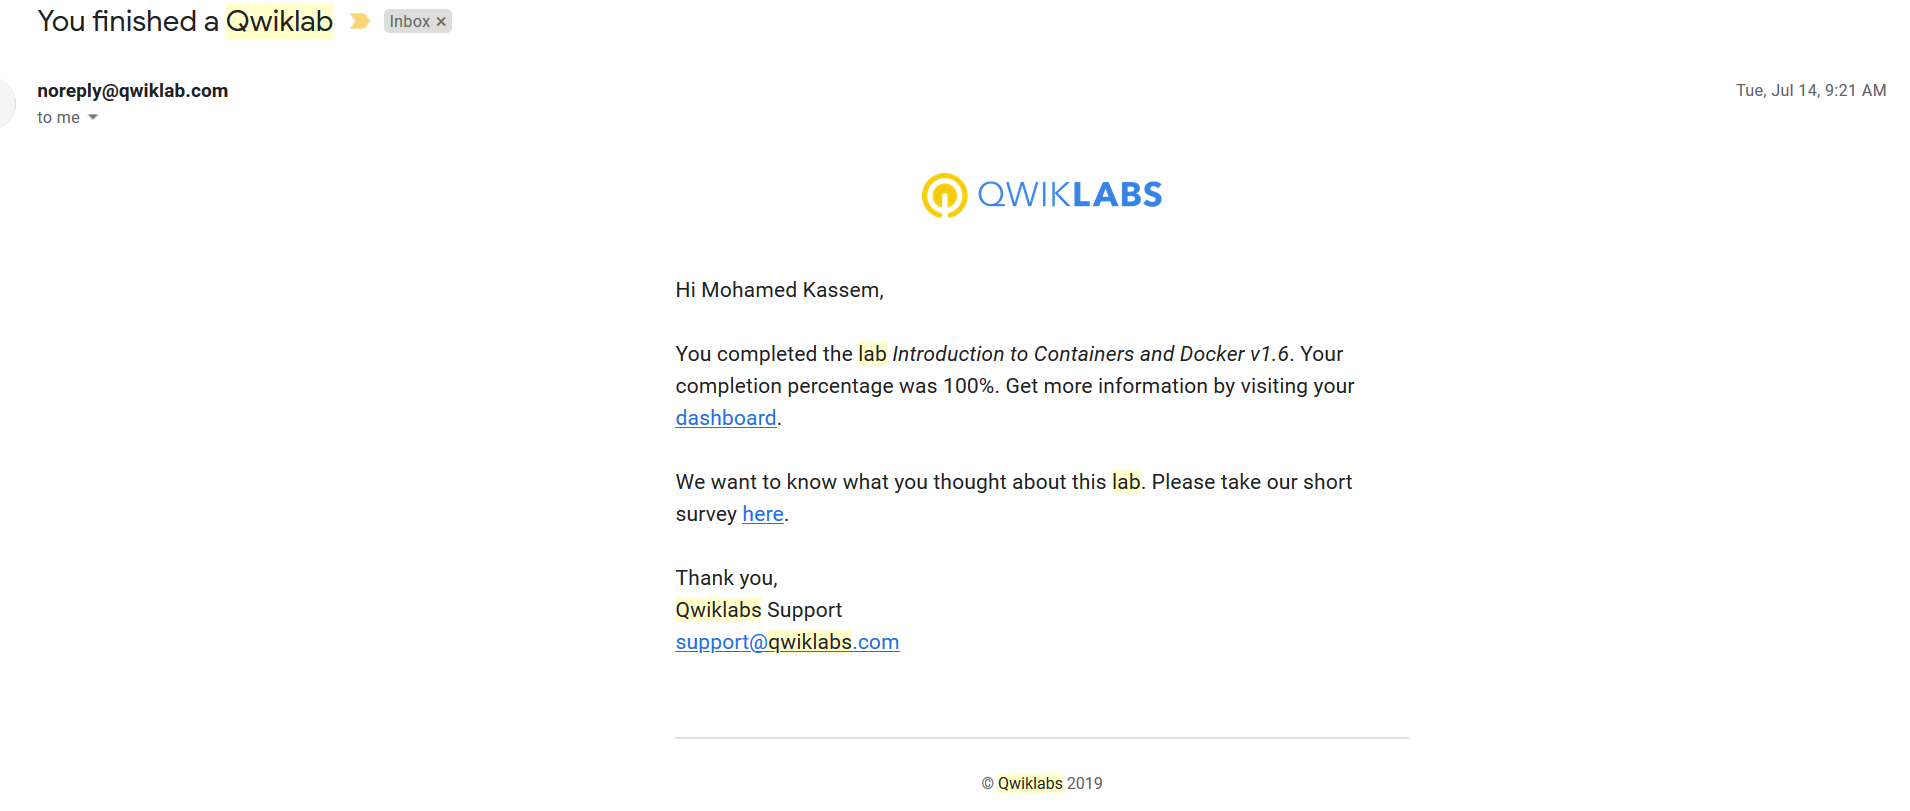 You finished a Qwiklab
Inbox ×
noreply@qwiklab.com
Tue, Jul 14, 9:21 AM
to me
QWIKLABS
Hi Mohamed Kassem,
You completed the lab Introduction to Containers and Docker v1.6. Your
completion percentage was 100%. Get more information by visiting your
dashboard.
We want to know what you thought about this lab. Please take our short
survey here.
Thank you,
Qwiklabs Support
support@qwiklabs.com
© Qwiklabs 2019